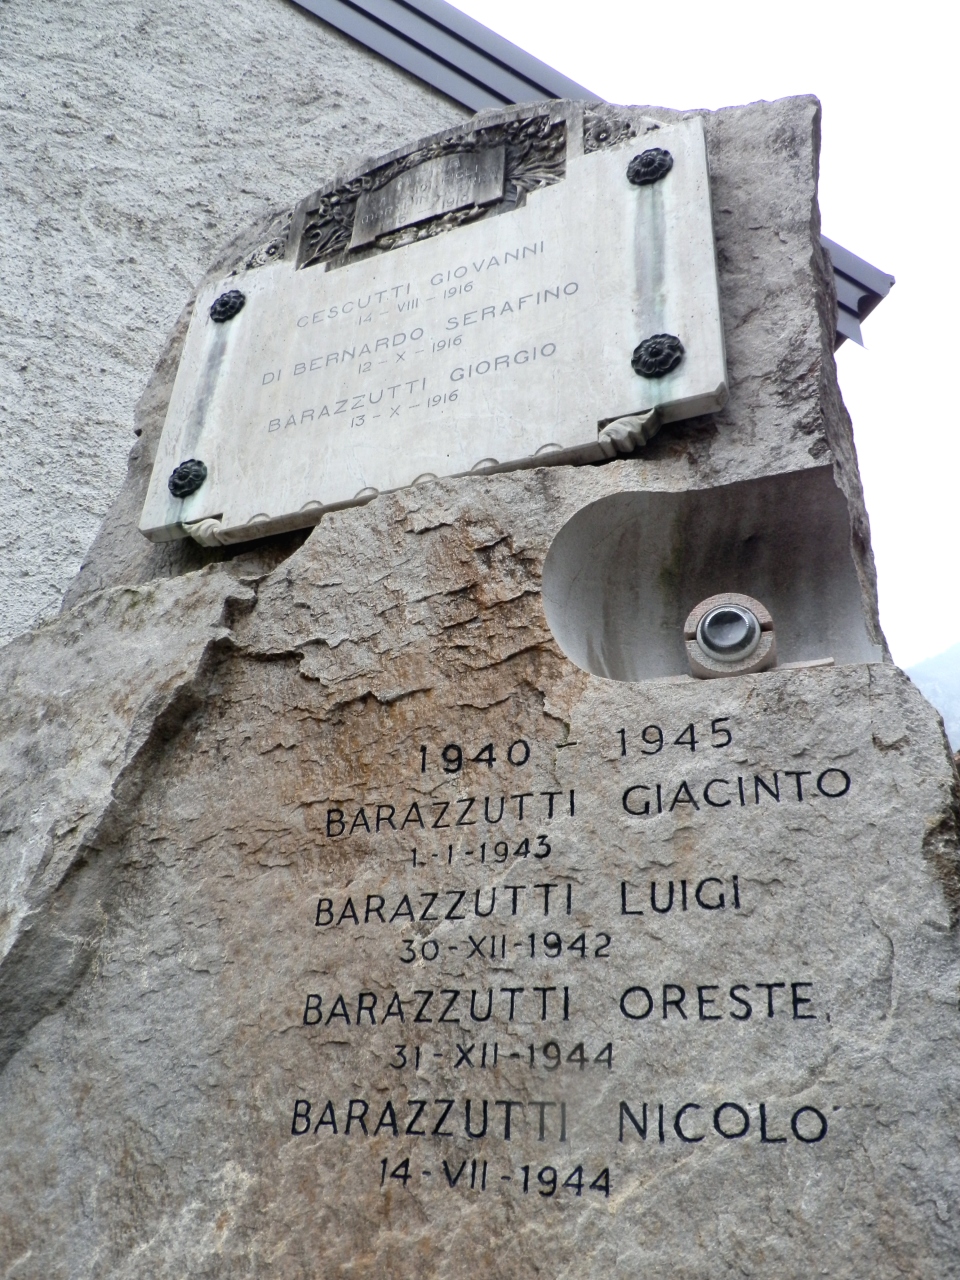 CESCUTTI GIOVANNI
14 - VIII - 1916
DI BERNARDO SERAFINO
12 - X - 1916
BARAZZUTTI GIORGIO
13 - X - 1916
1940 - 1945
BARAZZUTTI GIACINTO
1 - I - 1943
BARAZZUTTI LUIGI
30 - XII - 1942
BARAZZUTTI ORESTE
31 - XII - 1944
BARAZZUTTI NICOLO
14 - VII - 1944